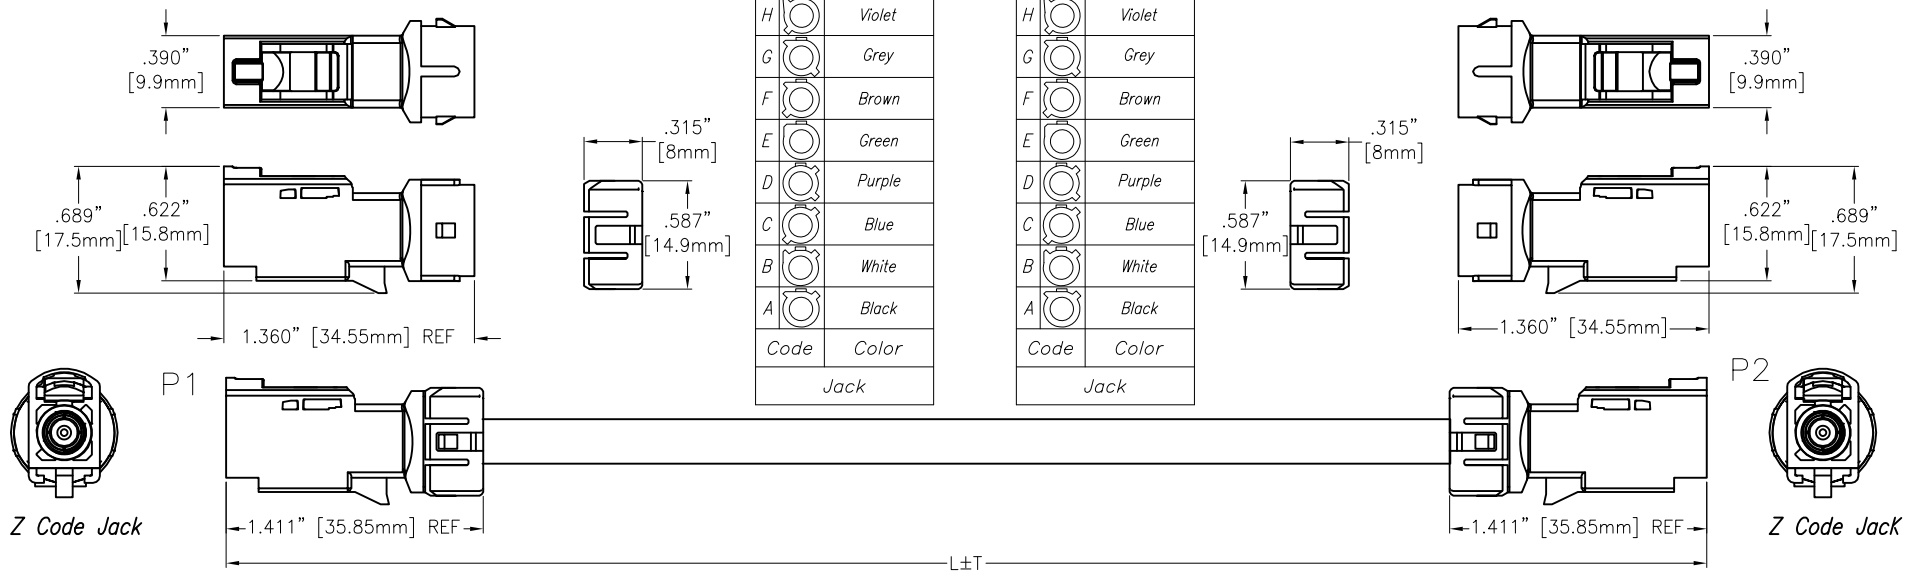 .390”
[9.9mm]
H Violet
G Grey
F Brown
E Green
D Purple
C Blue
B White
A Black
Code Color
Jack
H Violet
G Grey
F Brown
E Green
D Purple
C Blue
B White
A Black
Code Color
Jack
.390”
[9.9mm]
.315”
[8mm]
.315”
[8mm]
.689”
[17.5mm]
.622”
[15.8mm]
.587”
[14.9mm]
.587”
[14.9mm]
.622”
[15.8mm]
.689”
[17.5mm]
1.360” [34.55mm] REF
1.360” [34.55mm]
P1
P2
Z Code Jack
1.411” [35.85mm] REF
1.411” [35.85mm] REF
Z Code JacK
L±T